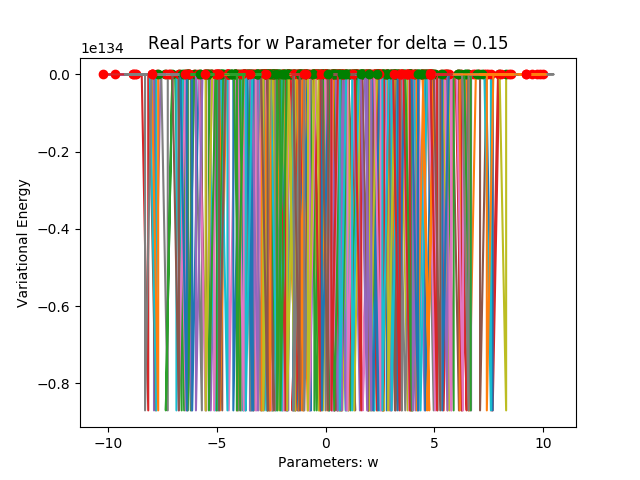 Real Parts for w Parameter for delta = 0.15
1e134
0.0
−0.2
−0.4
−0.6
−0.8
Variational Energy
−10
−5
0
5
10
Parameters: w